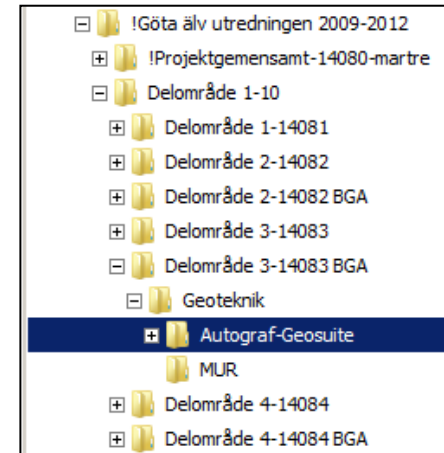 !Göta älv utredningen 2009-2012
!Projektgemensamt-14080-martre
Delområde 1-10
Delområde 1-14081
Delområde 2-14082
Delområde 2-14082 BGA
Delområde 3-14083
Delområde 3-14083 BGA
Geoteknik
Autograf-Geosuite
MUR
Delområde 4-14084
Delområde 4-14084 BGA